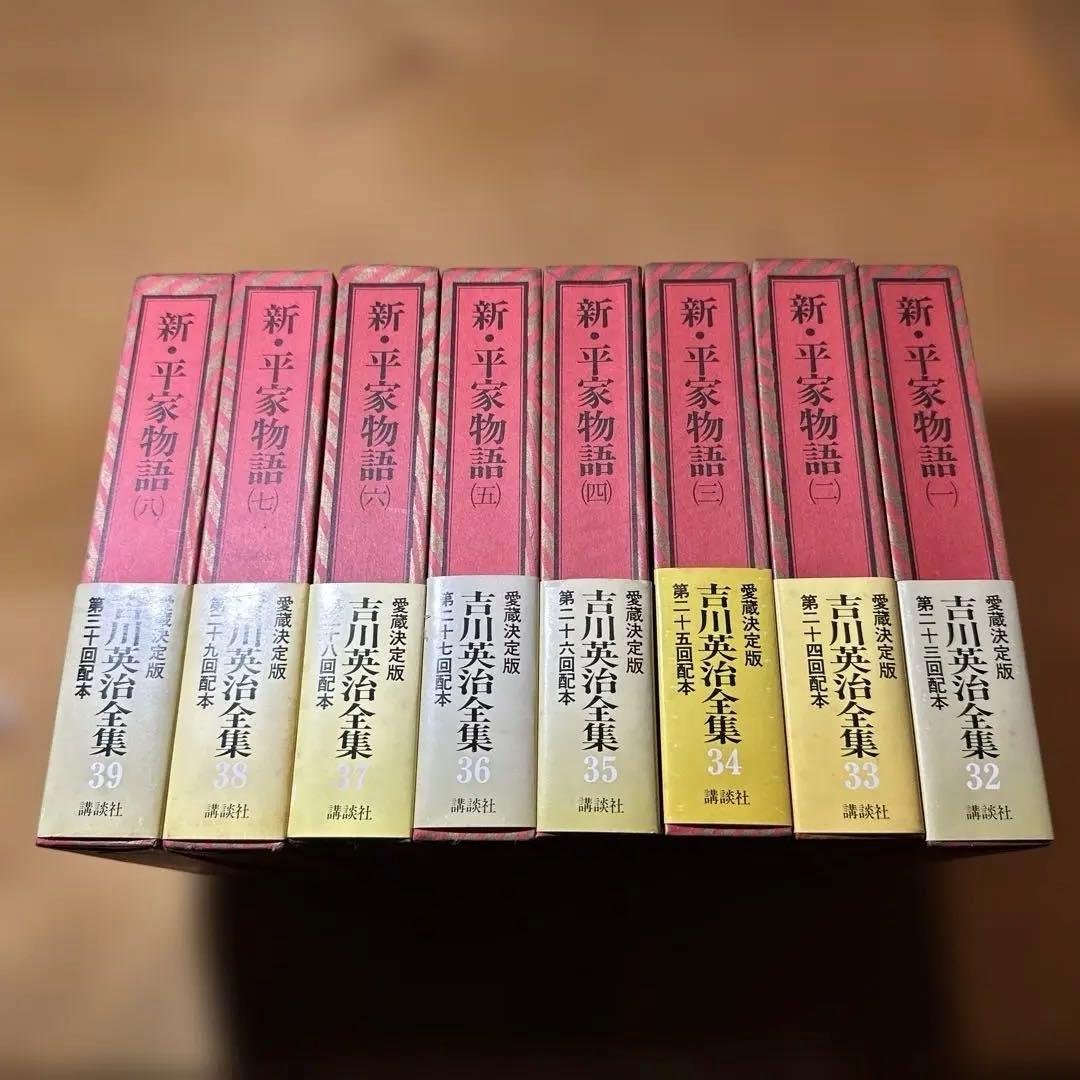 新・平家物語(八)
愛蔵決定版
吉川英治全集
39
第三十回配本
講談社
新・平家物語(七)
愛蔵決定版
吉川英治全集
38
第二十九回配本
講談社
新・平家物語(六)
愛蔵決定版
吉川英治全集
37
第二十八回配本
講談社
新・平家物語(五)
愛蔵決定版
吉川英治全集
36
第二十七回配本
講談社
新・平家物語(四)
愛蔵決定版
吉川英治全集
35
第二十六回配本
講談社
新・平家物語(三)
愛蔵決定版
吉川英治全集
34
第二十五回配本
講談社
新・平家物語(二)
愛蔵決定版
吉川英治全集
33
第二十四回配本
講談社
新・平家物語(一)
愛蔵決定版
吉川英治全集
32
第二十三回配本
講談社